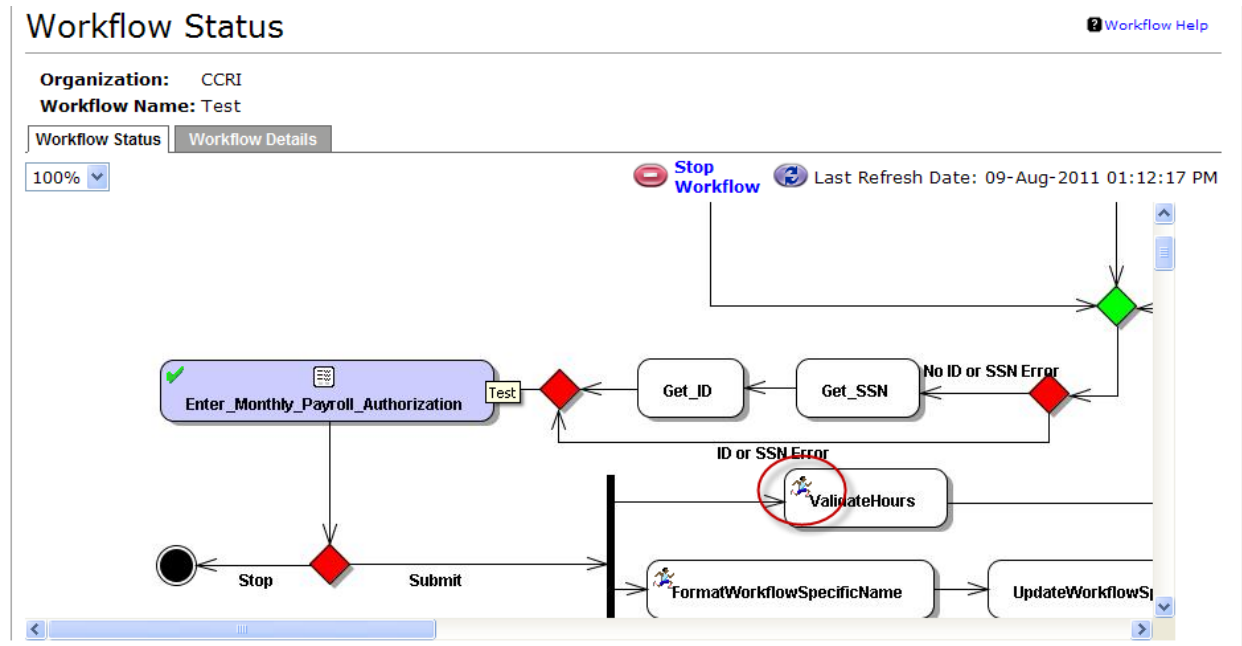 Workflow Status
? Workflow Help
Organization: CCRI
Workflow Name: Test
Workflow Status Workflow Details
100%
Stop Workflow
Last Refresh Date: 09-Aug-2011 01:12:17 PM
No ID or SSN Error
Get_ID
Get_SSN
Test
Enter_Monthly_Payroll_Authorization
ID or SSN Error
ValidateHours
Stop
Submit
FormatWorkflowSpecificName
UpdateWorkflowSp